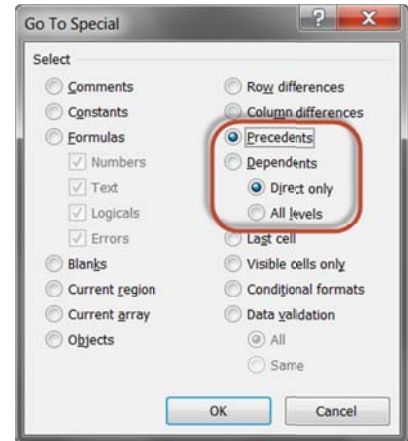 Go To Special
?
X
Select
Comments
Constants
Formulas
Numbers
Text
Logicals
Errors
Blanks
Current region
Current array
Objects
Row differences
Column differences
Precedents
Dependents
Direct only
All levels
Last cell
Visible cells only
Conditional formats
Data validation
All
Same
OK
Cancel